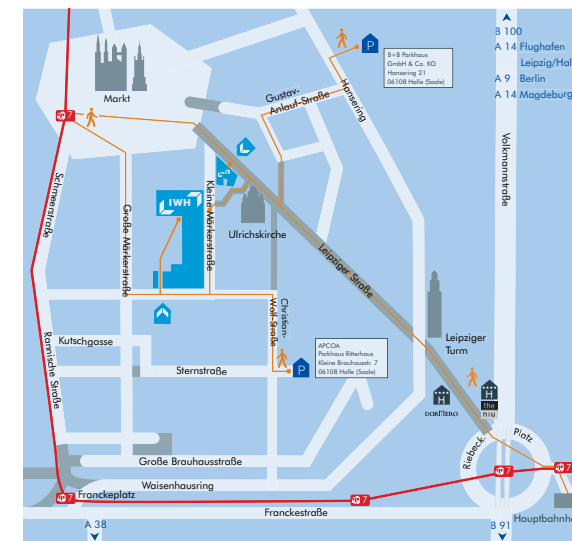 B 100
A 14 Flughafen
Leipzig/Hal
A 9 Berlin
A 14 Magdeburg
P
B+B Parkhaus
GmbH & Co. KG
Hansering 21
06108 Halle (Saale)
Hansering
Gustav-
Anlauf-Straße
Markt
7
Volkmannstraße
Schmeerstraße
Große Märkerstraße
Kleine Märkerstraße
IWH
Ulrichskirche
Leipziger Straße
Christian-
Wolf-Straße
Rannische Straße
Kutschgasse
Sternstraße
P
APCOA
Parkhaus Ritterhaus
Kleine Brauhausstr. 7
06108 Halle (Saale)
Leipziger
Turm
H
DORMERO
H
the
niu
Riebeck-
Platz
Große Brauhausstraße
Waisenhausring
7
7
7
7
Franckeplatz
Franckestraße
Hauptbahnho
A 38
B 91